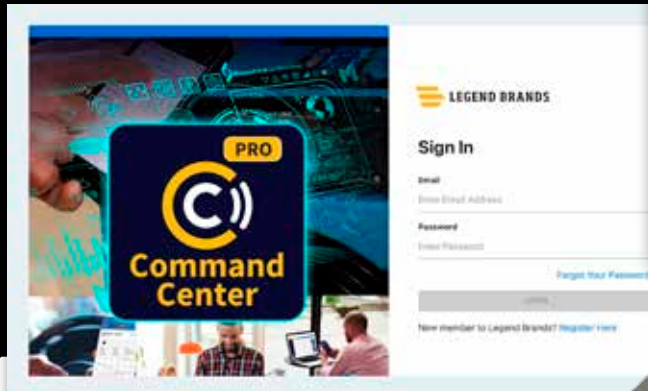 PRO
Command
Center
LEGEND BRANDS
Sign In
Email
Enter Email Address
Password
Enter Password
Forgot Your Password
New member to Legend Brands? Register Here